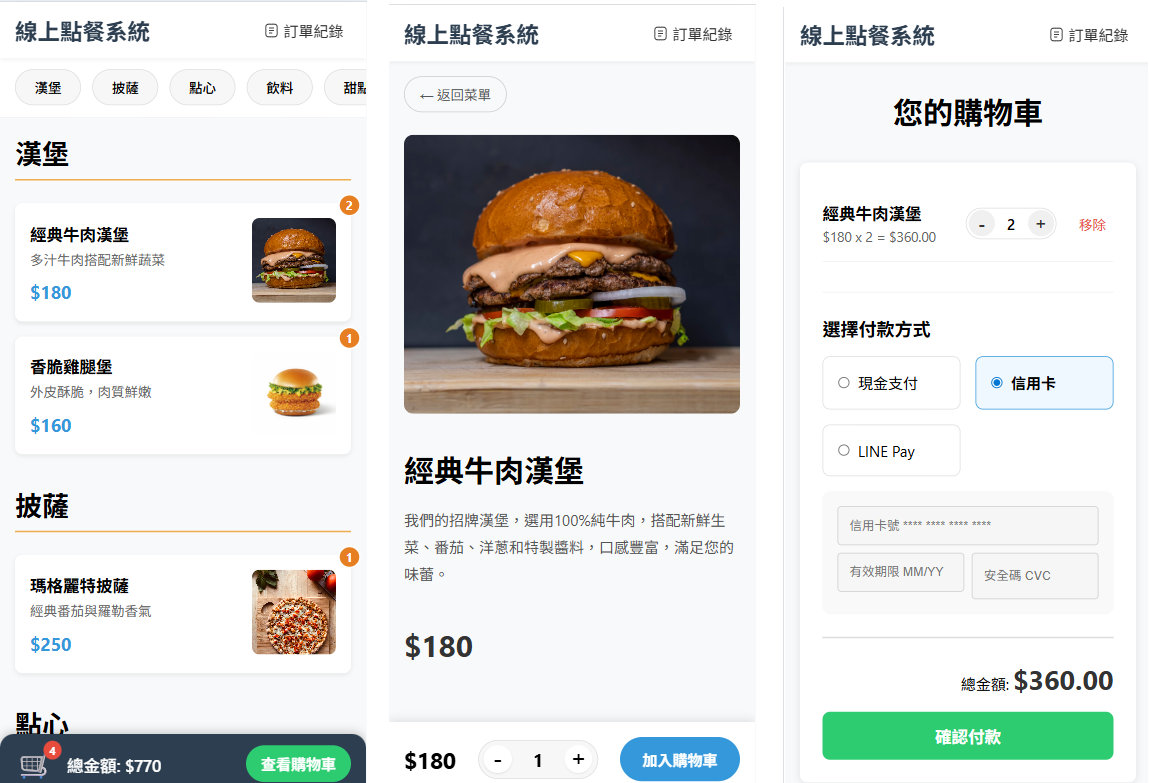 線上點餐系統
訂單紀錄
漢堡
披薩
點心
飲料
甜點
漢堡
2
經典牛肉漢堡
多汁牛肉搭配新鮮蔬菜
$180
1
香脆雞腿堡
外皮酥脆，肉質鮮嫩
$160
披薩
1
瑪格麗特披薩
經典番茄與羅勒香氣
$250
點心
4
總金額: $770
查看購物車
線上點餐系統
訂單紀錄
← 返回菜單
經典牛肉漢堡
我們的招牌漢堡，選用100%純牛肉，搭配新鮮生
菜、番茄、洋蔥和特製醬料，口感豐富，滿足您的
味蕾。
$180
$180
-
1
+
加入購物車
線上點餐系統
訂單紀錄
您的購物車
經典牛肉漢堡
$180 x 2 = $360.00
-
2
+
移除
選擇付款方式
現金支付
信用卡
LINE Pay
信用卡號 **** **** **** ****
有效期限 MM/YY
安全碼 CVC
總金額: $360.00
確認付款